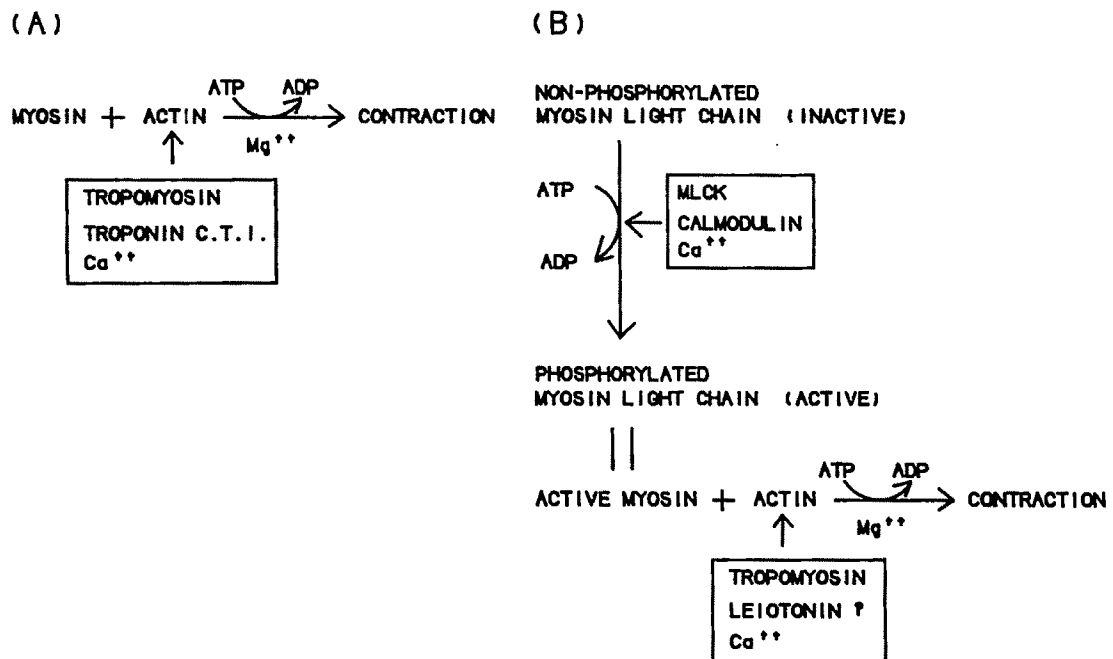 (A)
ATP ADP
MYOSIN + ACTIN CONTRACTION
Mg++
TROPOMYOSIN
TROPONIN C.T.I.
Ca++
(B)
NON-PHOSPHORYLATED
MYOSIN LIGHT CHAIN (INACTIVE)
ATP
ADP
MLCK
CALMODULIN
Ca++
PHOSPHORYLATED
MYOSIN LIGHT CHAIN (ACTIVE)
ATP ADP
ACTIVE MYOSIN + ACTIN CONTRACTION
Mg++
TROPOMYOSIN
LEIOTONIN ?
Ca++